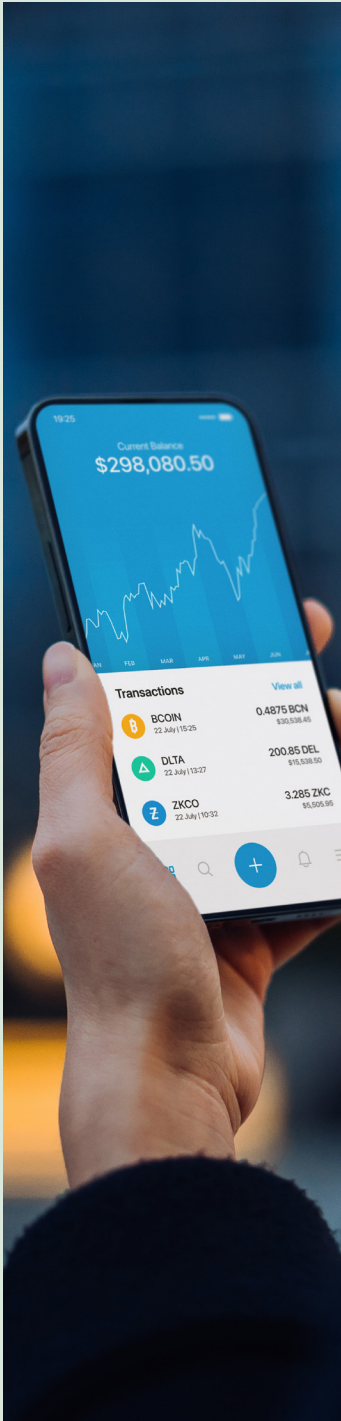 19:25
Current Balance
$298,080.50
AN FEB MAR APR MAY JUN
Transactions View all
BCOIN 0.4875 BCN
22 July | 15:25 $30,538.45
DLTA 200.85 DEL
22 July | 13:27 $15,538.50
ZKCO 3.285 ZKC
22 July | 10:32 $5,505.95